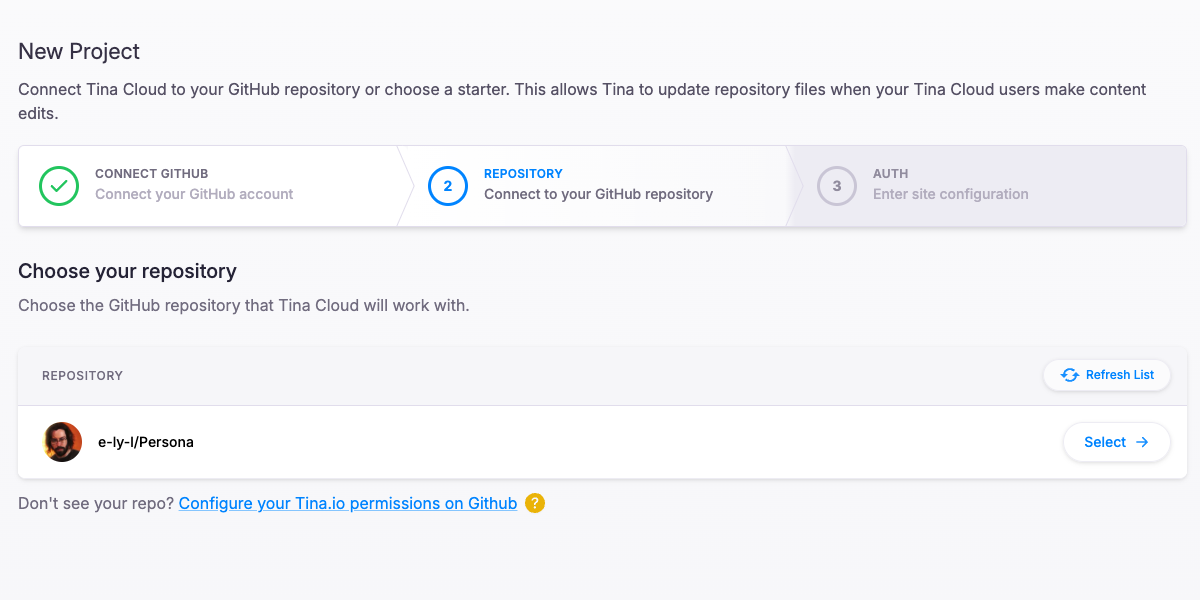 New Project
Connect Tina Cloud to your GitHub repository or choose a starter. This allows Tina to update repository files when your Tina Cloud users make content
edits.
CONNECT GITHUB
Connect your GitHub account
2
REPOSITORY
Connect to your GitHub repository
3
AUTH
Enter site configuration
Choose your repository
Choose the GitHub repository that Tina Cloud will work with.
REPOSITORY
Refresh List
e-ly-l/Persona
Select →
Don't see your repo? Configure your Tina.io permissions on Github ?